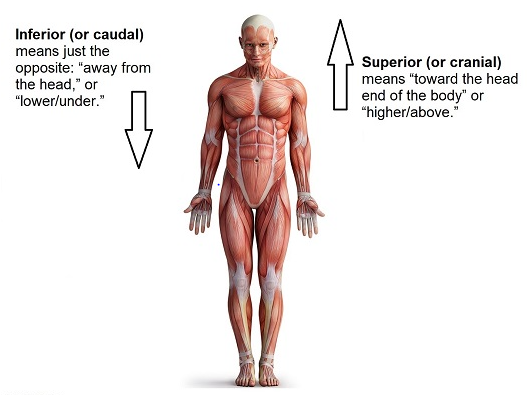 Inferior (or caudal)
means just the
opposite: “away from
the head,” or
“lower/under.”
Superior (or cranial)
means “toward the head
end of the body” or
“higher/above.”